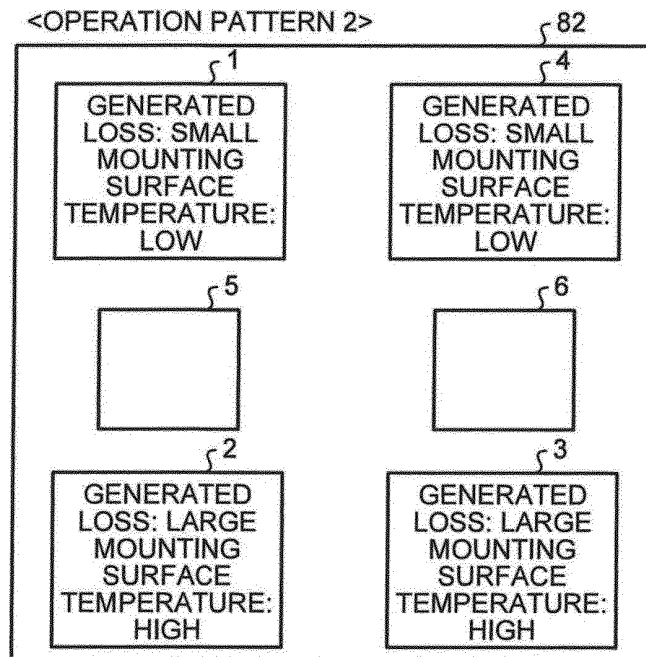 <OPERATION PATTERN 2>
82
1
GENERATED
LOSS: SMALL
MOUNTING
SURFACE
TEMPERATURE:
LOW
4
GENERATED
LOSS: SMALL
MOUNTING
SURFACE
TEMPERATURE:
LOW
5
6
2
GENERATED
LOSS: LARGE
MOUNTING
SURFACE
TEMPERATURE:
HIGH
3
GENERATED
LOSS: LARGE
MOUNTING
SURFACE
TEMPERATURE:
HIGH